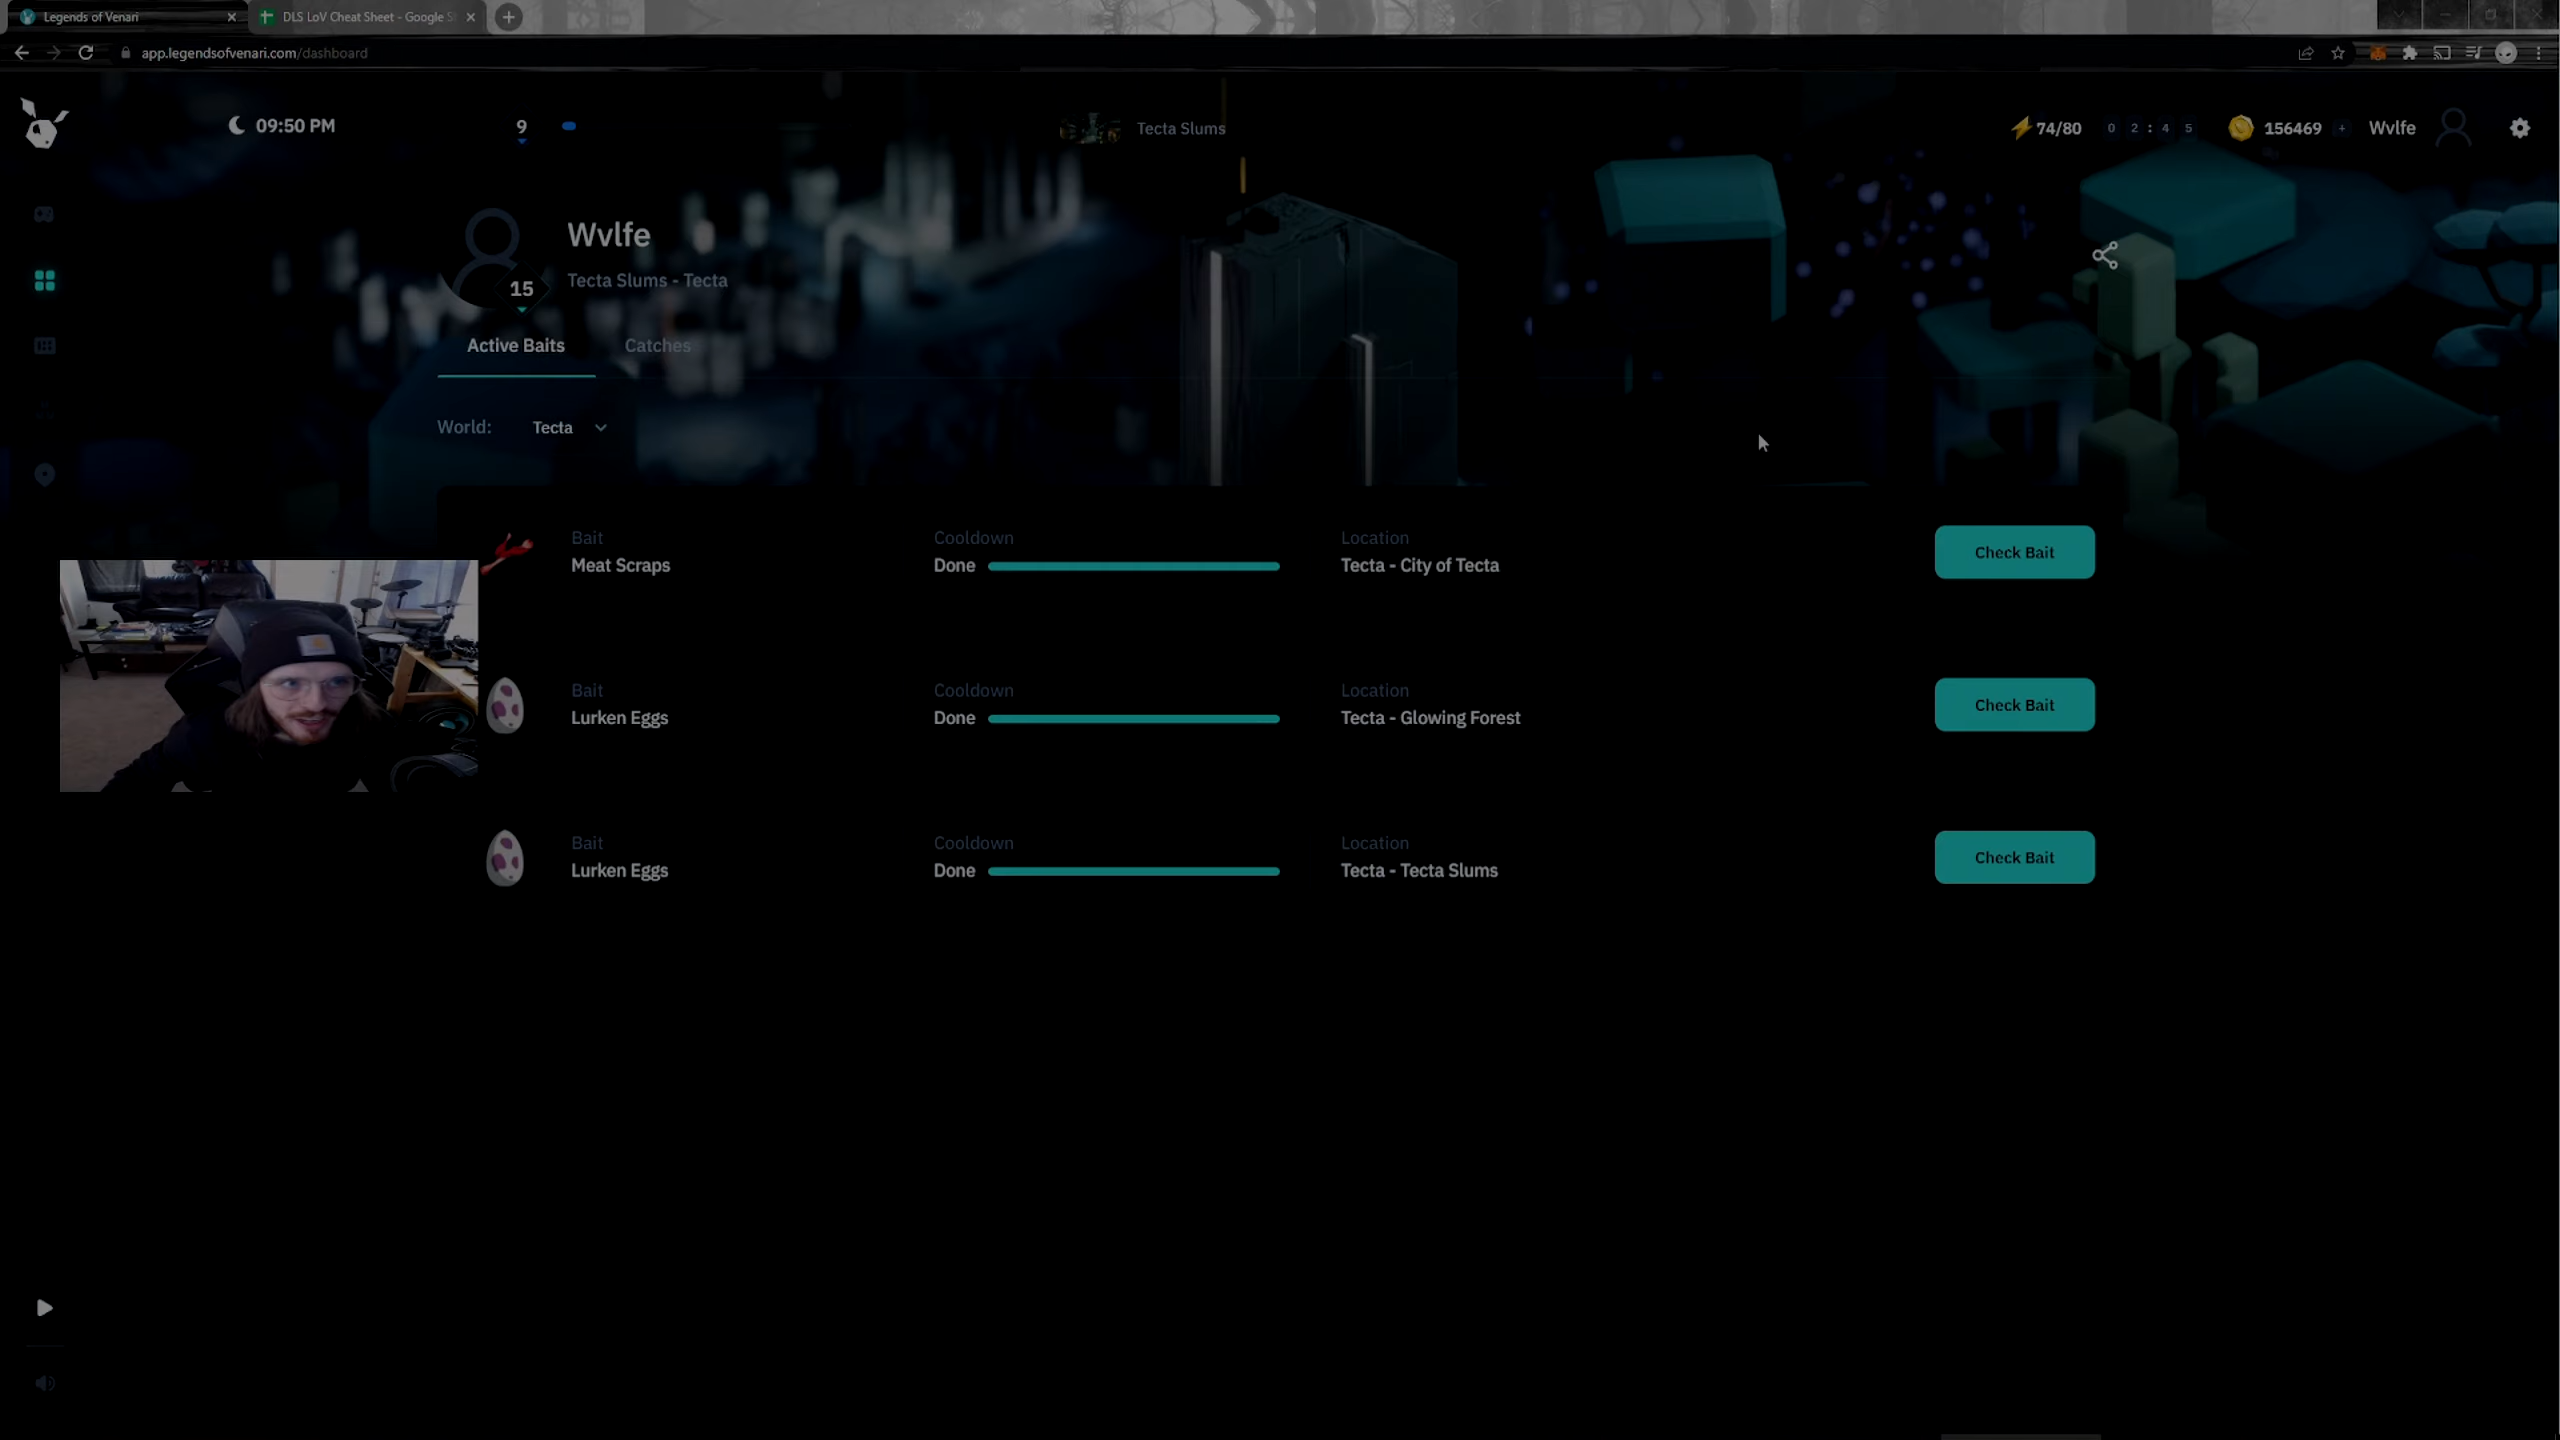 Legends of Venari
DLS LoV Cheat Sheet - Google S
app.legendsofvenari.com/dashboard
09:50 PM
9
Tecta Slums
74/80
02:45
156469
+
Wvlfe
Wvlfe
Tecta Slums - Tecta
15
Active Baits
Catches
World:
Tecta
Bait
Cooldown
Location
Meat Scraps
Done
Tecta - City of Tecta
Check Bait
Bait
Cooldown
Location
Lurken Eggs
Done
Tecta - Glowing Forest
Check Bait
Bait
Cooldown
Location
Lurken Eggs
Done
Tecta - Tecta Slums
Check Bait